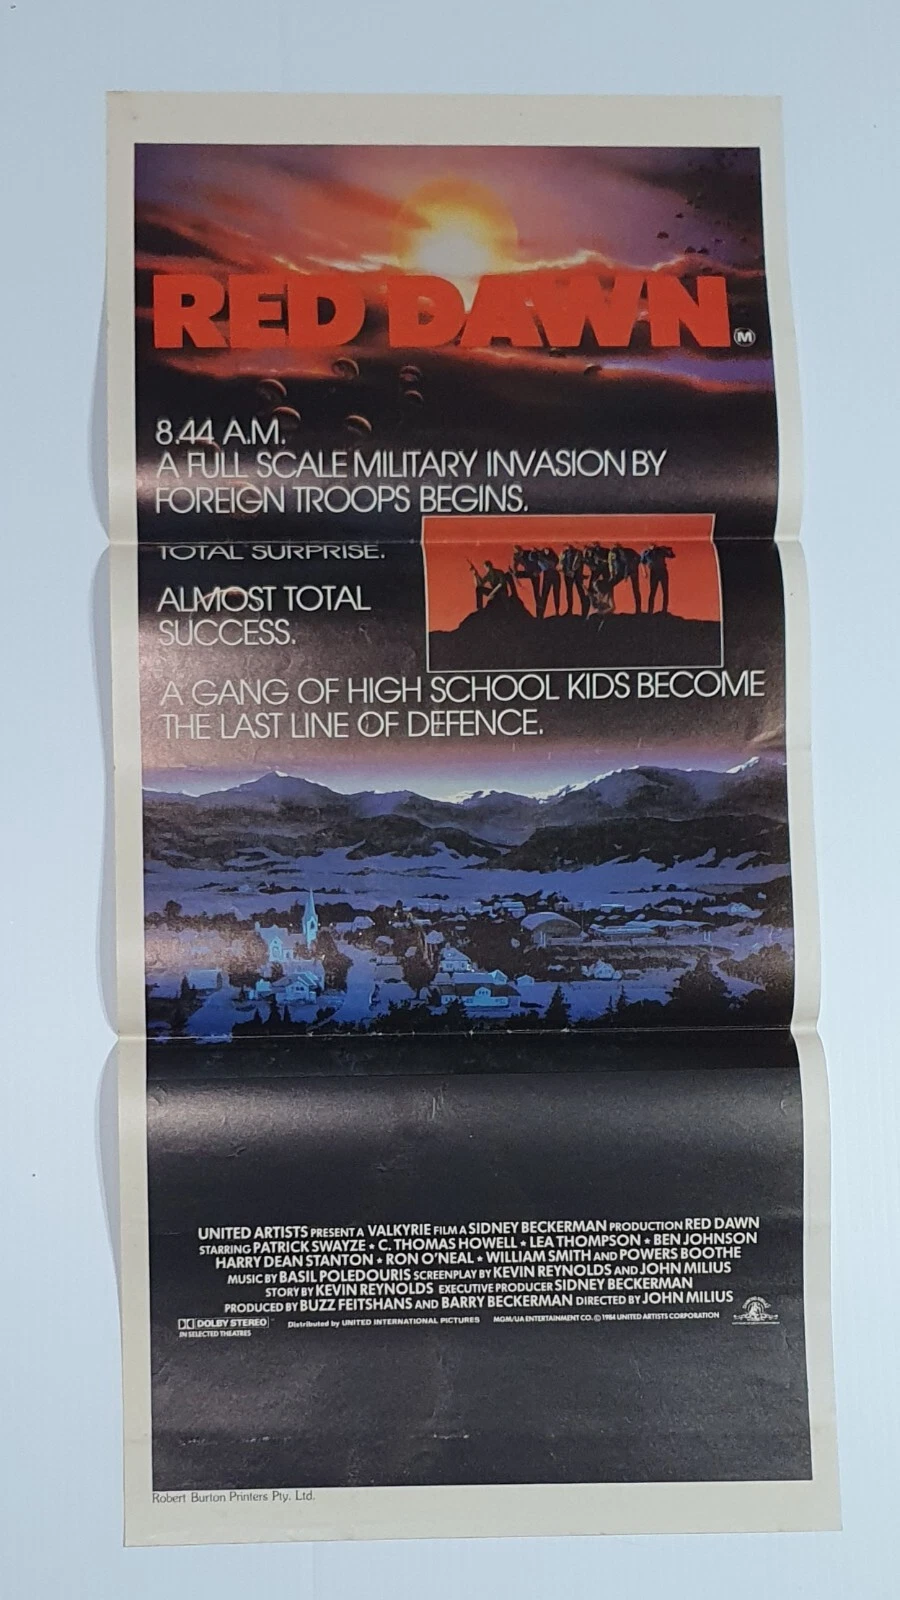 RED DAWN
M
8.44 A.M.
A FULL SCALE MILITARY INVASION BY
FOREIGN TROOPS BEGINS.
TOTAL SURPRISE.
ALMOST TOTAL
SUCCESS.
A GANG OF HIGH SCHOOL KIDS BECOME
THE LAST LINE OF DEFENCE.
UNITED ARTISTS PRESENT A VALKYRIE FILM A SIDNEY BECKERMAN PRODUCTION RED DAWN
STARRING PATRICK SWAYZE ★ C. THOMAS HOWELL ★ LEA THOMPSON ★ BEN JOHNSON
HARRY DEAN STANTON ★ RON O'NEAL ★ WILLIAM SMITH AND POWERS BOOTHE
MUSIC BY BASIL POLEDOURIS SCREENPLAY BY KEVIN REYNOLDS AND JOHN MILIUS
STORY BY KEVIN REYNOLDS EXECUTIVE PRODUCER SIDNEY BECKERMAN
PRODUCED BY BUZZ FEITSHANS AND BARRY BECKERMAN DIRECTED BY JOHN MILIUS
DOLBY STEREO Distributed by UNITED INTERNATIONAL PICTURES MGM/UA ENTERTAINMENT CO. © 1984 UNITED ARTISTS CORPORATION
IN SELECTED THEATRES
Robert Burton Printers Pty. Ltd.